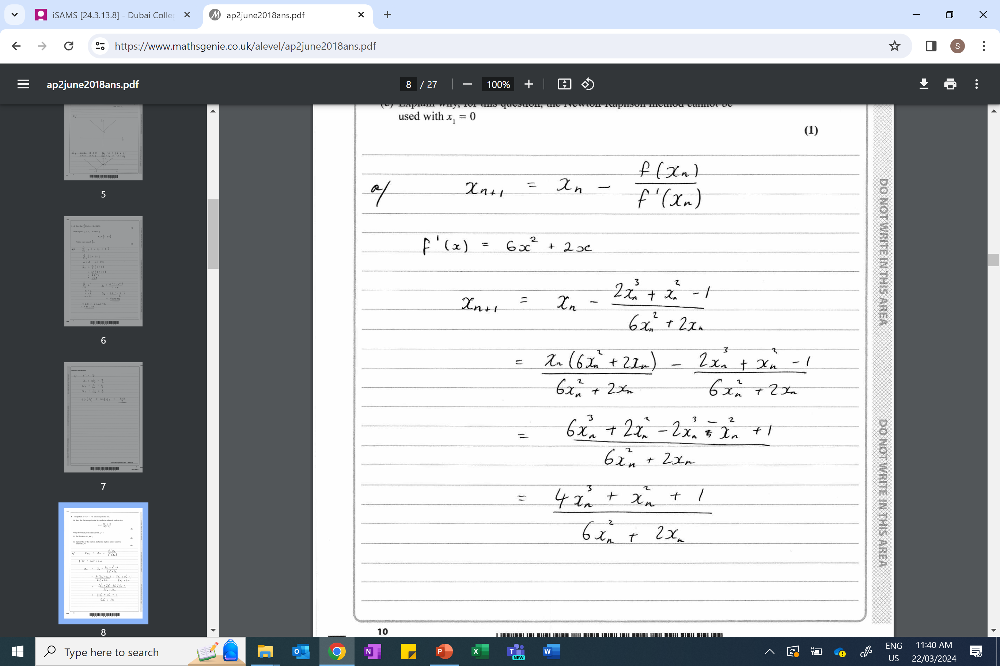 iSAMS [24.3.13.8] - Dubai Colle
ap2june2018ans.pdf
https://www.mathsgenie.co.uk/alevel/ap2june2018ans.pdf
S
ap2june2018ans.pdf
8 / 27
100%
5
6
7
8
used with x₁ = 0
(1)
a/ xₙ₊₁ = xₙ - f(xₙ) / f'(xₙ)
f'(x) = 6x² + 2x
xₙ₊₁ = xₙ - (2xₙ³ + xₙ² - 1) / (6xₙ² + 2xₙ)
= xₙ(6xₙ² + 2xₙ) / (6xₙ² + 2xₙ) - (2xₙ³ + xₙ² - 1) / (6xₙ² + 2xₙ)
= (6xₙ³ + 2xₙ² - 2xₙ³ - xₙ² + 1) / (6xₙ² + 2xₙ)
= (4xₙ³ + xₙ² + 1) / (6xₙ² + 2xₙ)
DO NOT WRITE IN THIS AREA
DO NOT WRITE IN THIS AREA
10
Type here to search
NEW
ENG
US
11:40 AM
22/03/2024